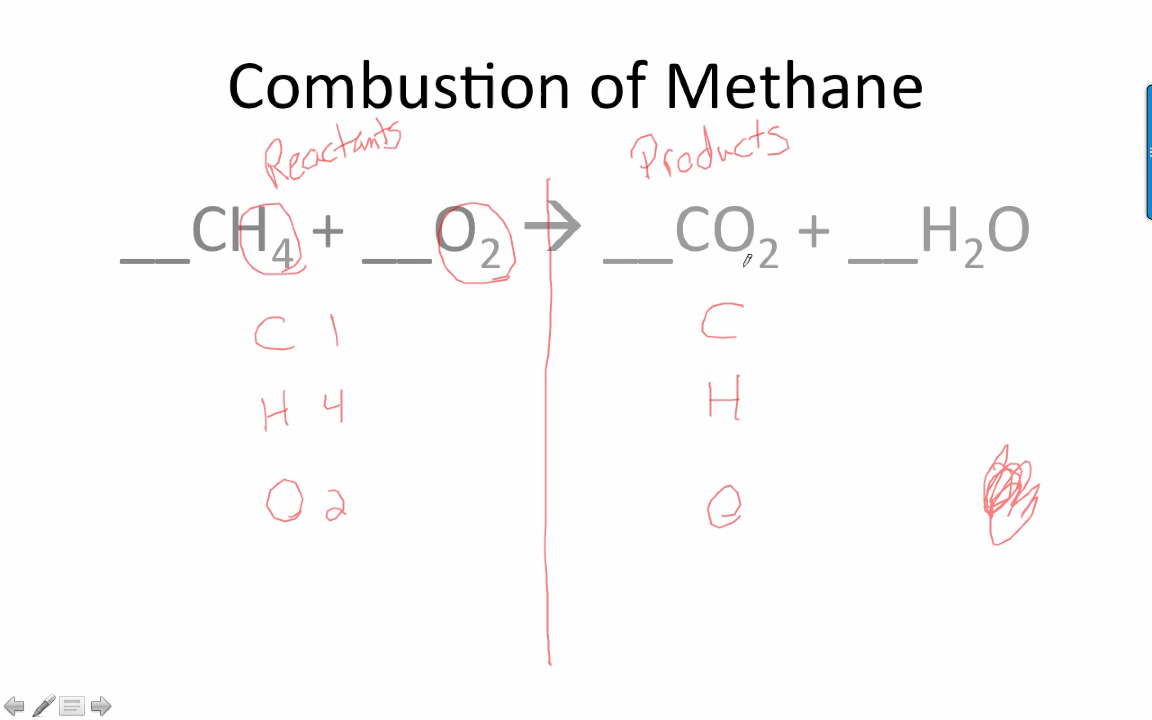 Combustion of Methane
Reactants Products
__CH4 + __O2 → __CO2 + __H2O
C 1 C
H 4 H
O 2 O